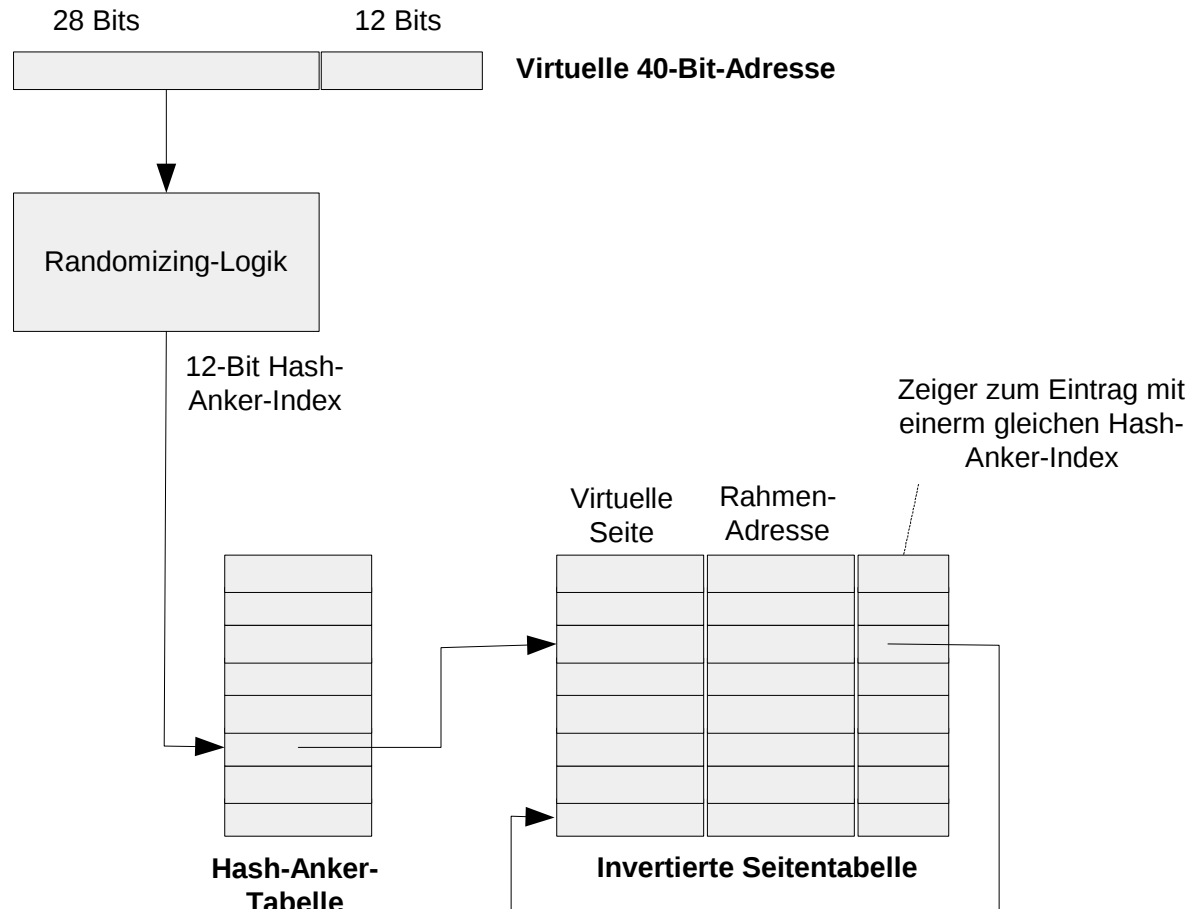 28 Bits
12 Bits
Virtuelle 40-Bit-Adresse
Randomizing-Logik
12-Bit Hash-
Anker-Index
Zeiger zum Eintrag mit
einerm gleichen Hash-
Anker-Index
Virtuelle
Seite
Rahmen-
Adresse
Hash-Anker-
Tabelle
Invertierte Seitentabelle